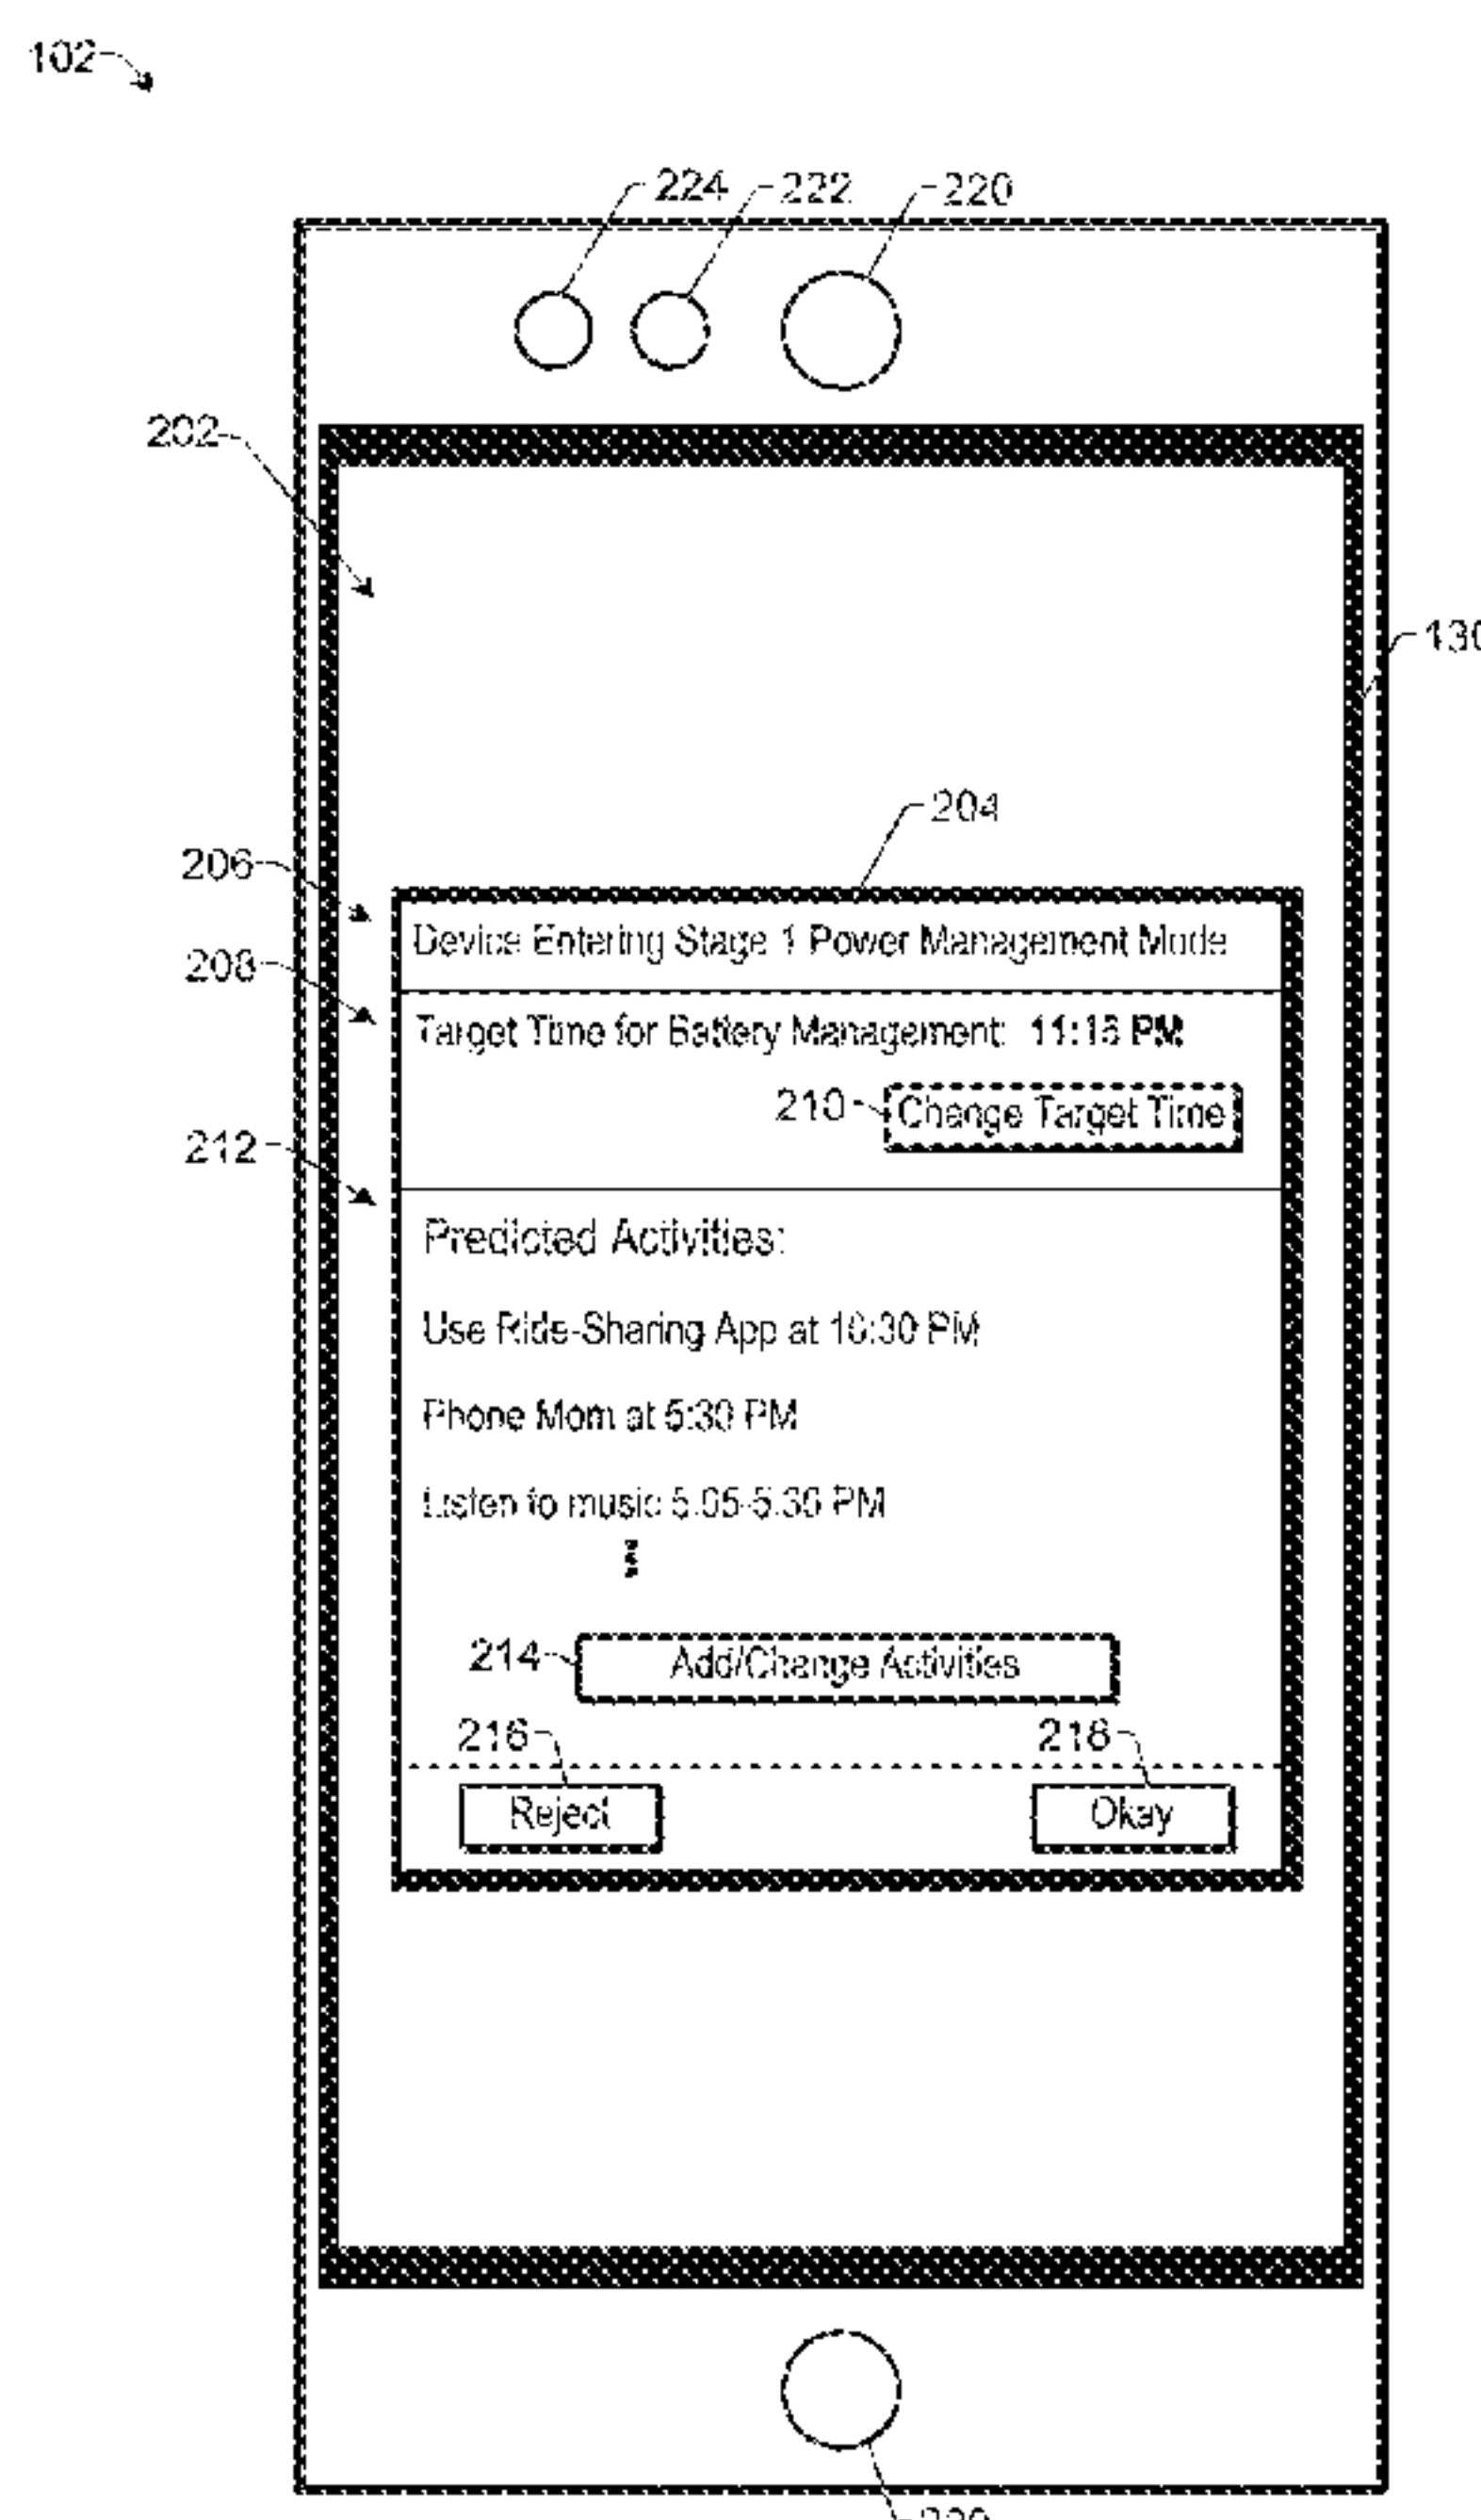 102
224 222 220
202
130
204
206
Device Entering Stage 1 Power Management Mode
208
Target Time for Battery Management: 11:15 PM
210 Change Target Time
212
Predicted Activities:
Use Ride-Sharing App at 10:30 PM
Phone Mom at 5:30 PM
Listen to music 5:05-5:30 PM
214 Add/Change Activities
216 218
Reject Okay